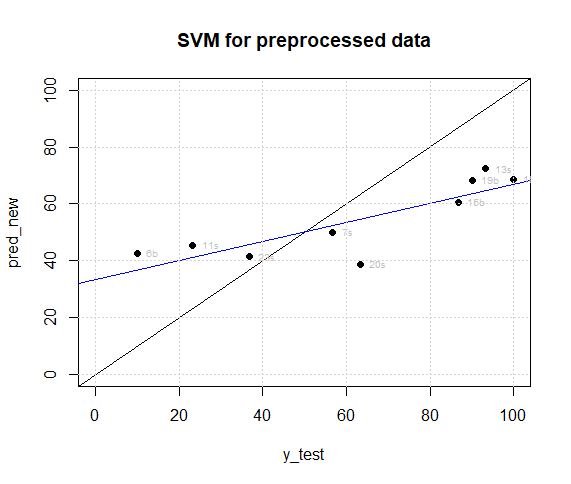 SVM for preprocessed data
pred_new
100
80
60
40
20
0
13s
19b
16b
7s
11s
6b
20s
0
20
40
60
80
100
y_test